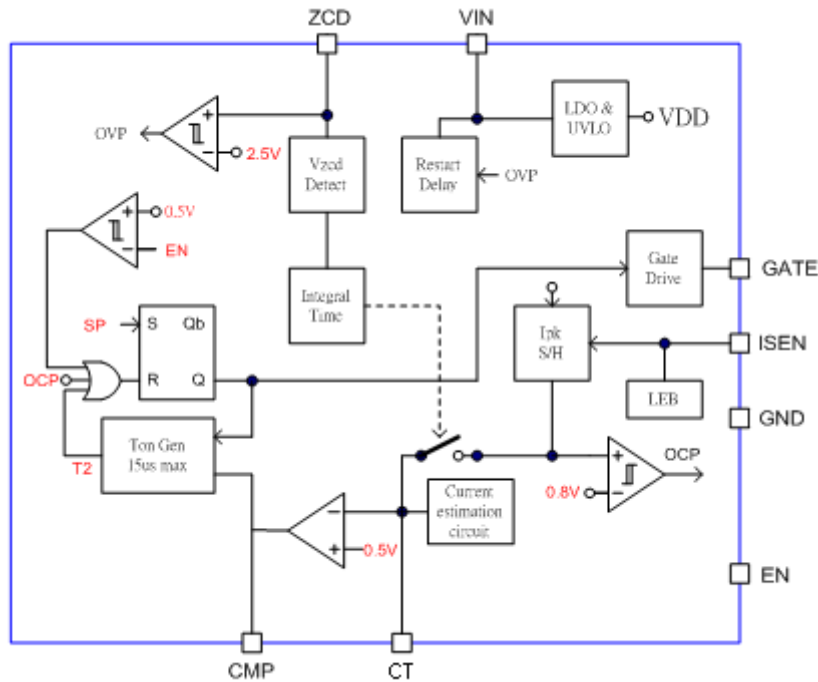 ZCD
VIN
OVP
+
−
2.5V
Vzcd
Detect
Restart
Delay
OVP
LDO &
UVLO
VDD
+
0.5V
−
EN
Integral
Time
Gate
Drive
GATE
SP
S
Qb
R
Q
OCP
Ipk
S/H
ISEN
LEB
GND
Ton Gen
15us max
T2
+
−
OCP
0.8V
Current
estimation
circuit
−
+
0.5V
EN
CMP
CT